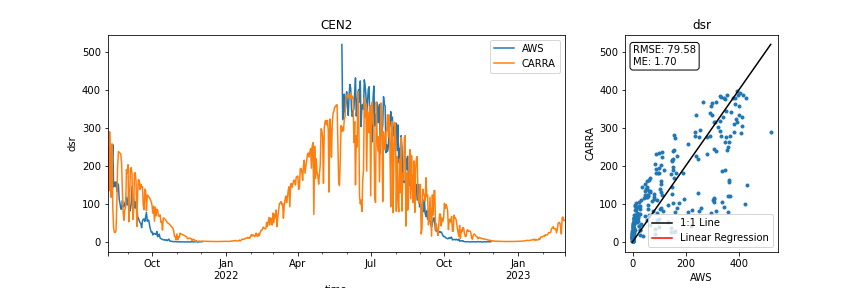 CEN2
dsr
500
400
300
200
100
0
dsr
AWS
CARRA
Oct
Jan
2022
Apr
Jul
Oct
Jan
2023
time
dsr
RMSE: 79.58
ME: 1.70
500
400
300
200
100
0
CARRA
1:1 Line
Linear Regression
0
200
400
AWS